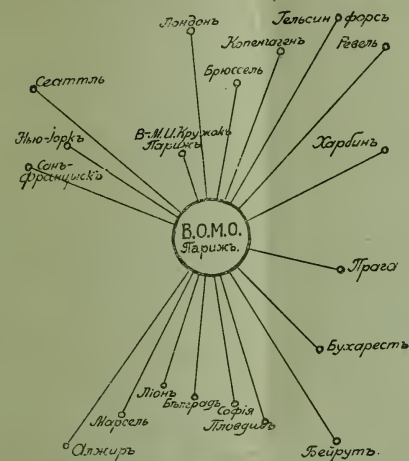 Лондонъ
Гельсингфорсъ
Копенгагенъ
Ревель
Брюссель
Сеаттль
Нью-Іоркъ
В.-М.И.Кружокъ
Парижъ
Харбинъ
Санъ-
францискъ
В.О.М.О.
Парижъ.
Прага
Бухарестъ
Ліонъ
Бѣлградъ
Софія
Марсель
Пловдивъ
Алжиръ
Бейрутъ.